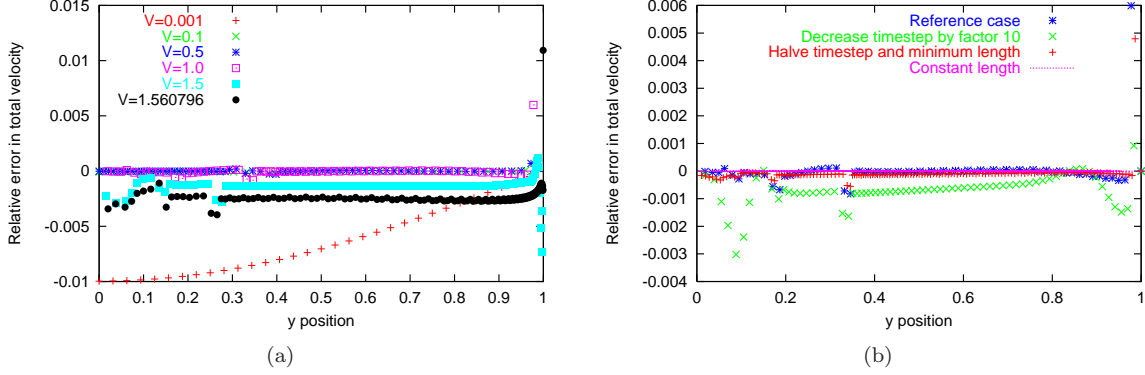 0.015
0.01
0.005
0
-0.005
-0.01
Relative error in total velocity
V=0.001
V=0.1
V=0.5
V=1.0
V=1.5
V=1.560796
0 0.1 0.2 0.3 0.4 0.5 0.6 0.7 0.8 0.9 1
y position
(a)
0.006
0.005
0.004
0.003
0.002
0.001
0
-0.001
-0.002
-0.003
-0.004
Relative error in total velocity
Reference case
Decrease timestep by factor 10
Halve timestep and minimum length
Constant length
0 0.2 0.4 0.6 0.8 1
y position
(b)